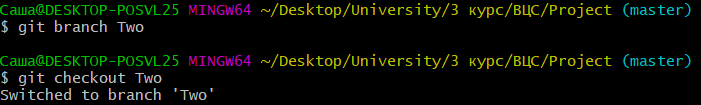 Саша@DESKTOP-POSVL25 MINGW64 ~/Desktop/University/3 курс/ВЦС/Project (master)
$ git branch Two
Саша@DESKTOP-POSVL25 MINGW64 ~/Desktop/University/3 курс/ВЦС/Project (master)
$ git checkout Two
Switched to branch 'Two'